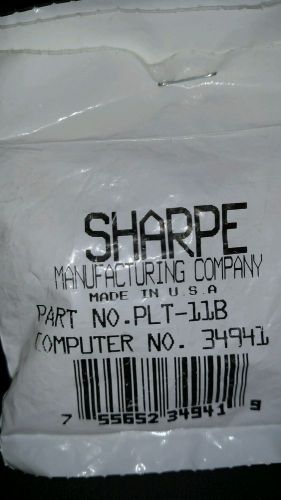 SHARPE
MANUFACTURING COMPANY
MADE IN U.S.A
PART NO.PLT-11B
COMPUTER NO. 34941
7 55652 34941 9